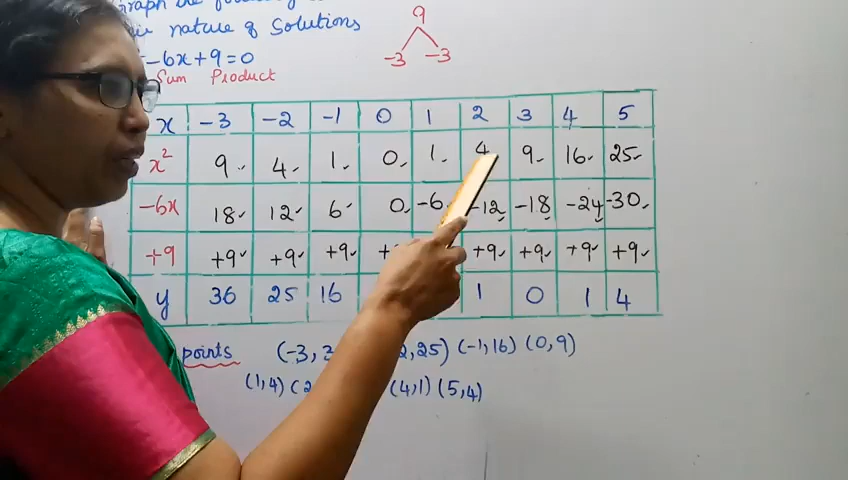 Graph the
nature of Solutions
-6x+9=0
Sum Product
9
-3 -3
x -3 -2 -1 0 1 2 3 4 5
x² 9 4 1 0 1 4 9 16 25
-6x 18 12 6 0 -6 -12 -18 -24 -30
+9 +9 +9 +9 + +9 +9 +9 +9
y 36 25 16 1 0 1 4
points (-3, 2,25) (-1,16) (0,9)
(1,4) (2 (4,1) (5,4)